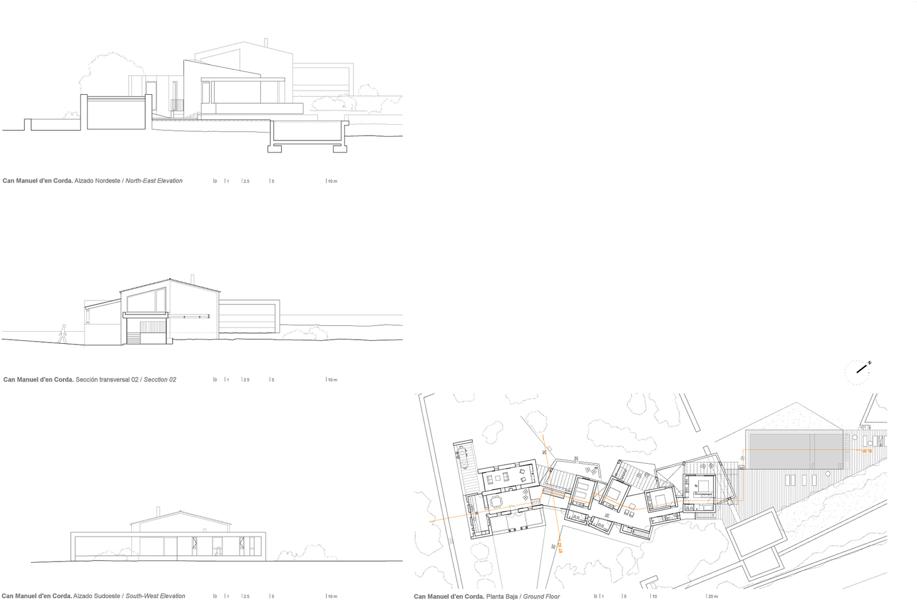 Can Manuel d'en Corda. Alzado Nordeste / North-East Elevation |0 |1 |2.5 |5 |10 m
Can Manuel d'en Corda. Sección transversal 02 / Secction 02 |0 |1 |2.5 |5 |10 m
Can Manuel d'en Corda. Alzado Sudoeste / South-West Elevation |0 |1 |2.5 |5 |10 m
Can Manuel d'en Corda. Planta Baja / Ground Floor |0 |1 |5 |10 |20 m